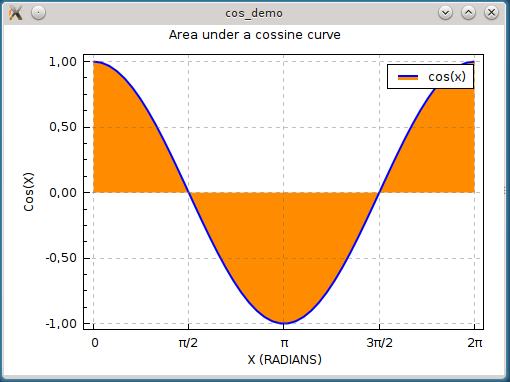 cos_demo
Area under a cossine curve
cos(x)
1,00
0,50
0,00
-0,50
-1,00
Cos(X)
0
π/2
π
3π/2
2π
X (RADIANS)